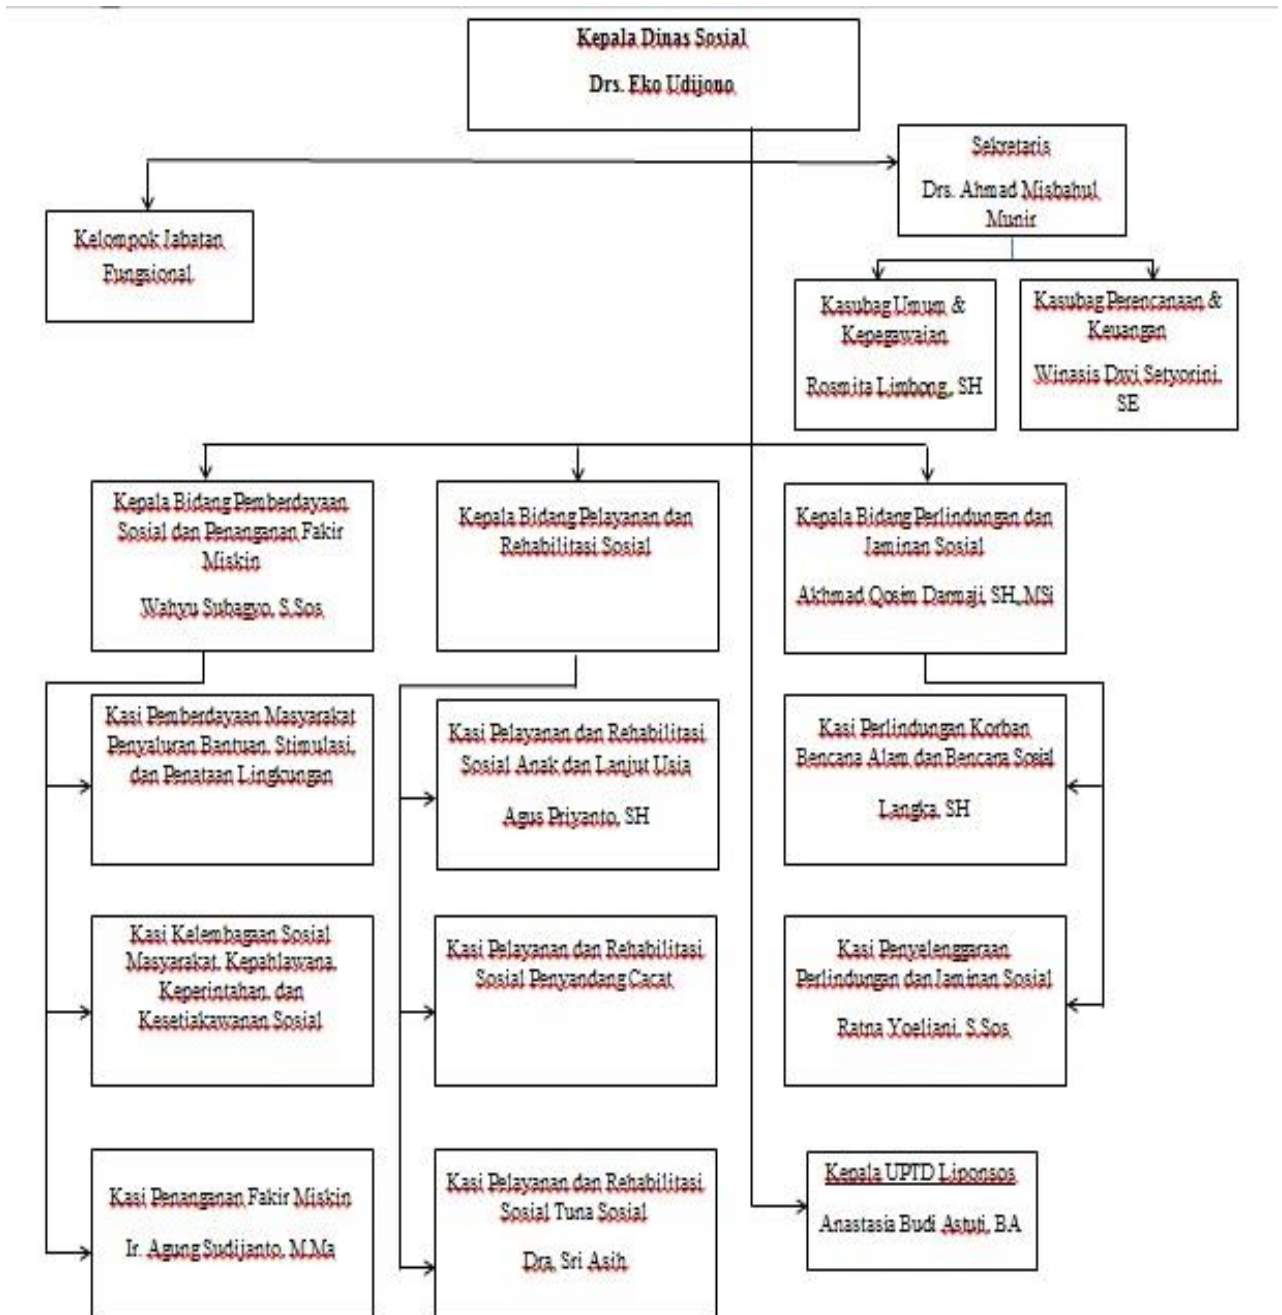 Kepala Dinas Sosial
Drs. Eko Udijono
Sekretaris
Drs. Ahmad Misbahul
Munir
Kelompok Jabatan
Fungsional
Kasubag Umum &
Kepegawaian
Rosmita Limbong, SH
Kasubag Perencanaan &
Keuangan
Winasis Dwi Setyorini,
SE
Kepala Bidang Pemberdayaan
Sosial dan Penanganan Fakir
Miskin
Wahyu Subagyo, S.Sos
Kepala Bidang Pelayanan dan
Rehabilitasi Sosial
Kepala Bidang Perlindungan dan
Jaminan Sosial
Akhmad Qosim Darmaji, SH,.MSi
Kasi Pemberdayaan Masyarakat
Penyaluran Bantuan, Stimulasi,
dan Penataan Lingkungan
Kasi Pelayanan dan Rehabilitasi
Sosial Anak dan Lanjut Usia
Agus Priyanto, SH
Kasi Perlindungan Korban
Bencana Alam dan Bencana Sosial
Langka, SH
Kasi Kelembagaan Sosial
Masyarakat, Kepahlawana,
Keperintahan, dan
Kesetiakawanan Sosial
Kasi Pelayanan dan Rehabilitasi
Sosial Penyandang Cacat
Kasi Penyelenggaraan
Perlindungan dan Jaminan Sosial
Ratna Yoeliani, S.Sos
Kasi Penanganan Fakir Miskin
Ir. Agung Sudijanto, M.Ma
Kasi Pelayanan dan Rehabilitasi
Sosial Tuna Sosial
Dra. Sri Asih
Kepala UPTD Liponsos
Anastasia Budi Astuti, BA